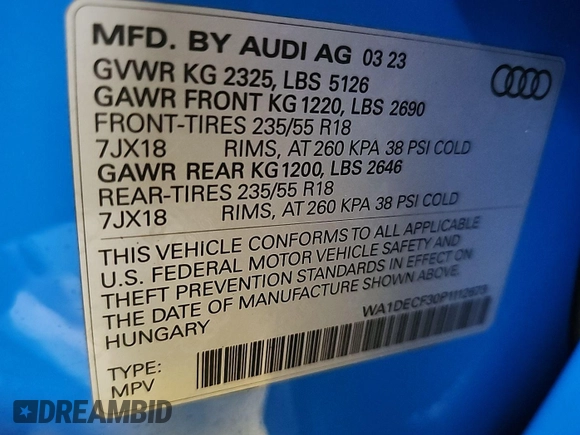 MFD. BY AUDI AG 03 23
GVWR KG 2325, LBS 5126
GAWR FRONT KG 1220, LBS 2690
FRONT-TIRES 235/55 R18
7JX18 RIMS, AT 260 KPA 38 PSI COLD
GAWR REAR KG 1200, LBS 2646
REAR-TIRES 235/55 R18
7JX18 RIMS, AT 260 KPA 38 PSI COLD
THIS VEHICLE CONFORMS TO ALL APPLICABLE
U.S. FEDERAL MOTOR VEHICLE SAFETY AND
THEFT PREVENTION STANDARDS IN EFFECT ON
THE DATE OF MANUFACTURE SHOWN ABOVE.
HUNGARY
TYPE:
MPV
DREAMBID